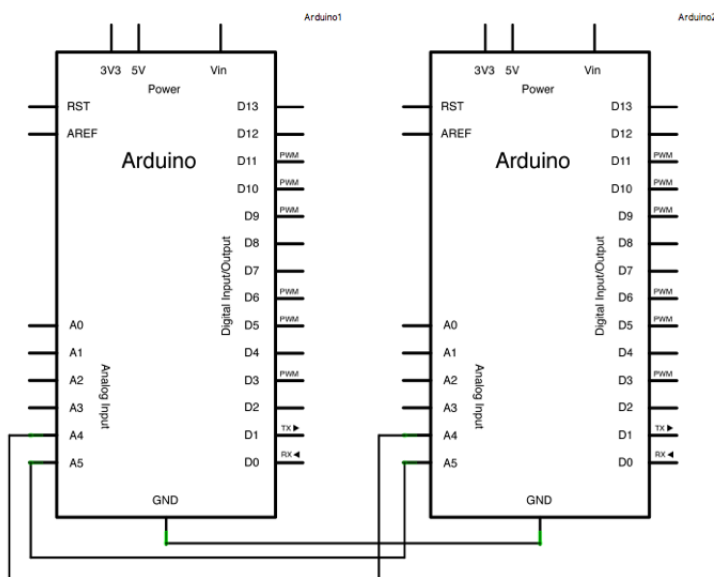 Arduino1
3V3 5V Vin
Power
RST
AREF
Arduino
D13
D12
D11 PWM
D10 PWM
D9 PWM
D8
D7
D6 PWM
D5 PWM
D4
D3 PWM
D2
D1 TX ▶
D0 RX ◀
Digital Input/Output
A0
A1
A2
A3
A4
A5
Analog Input
GND
Arduino2
3V3 5V Vin
Power
RST
AREF
Arduino
D13
D12
D11 PWM
D10 PWM
D9 PWM
D8
D7
D6 PWM
D5 PWM
D4
D3 PWM
D2
D1 TX ▶
D0 RX ◀
Digital Input/Output
A0
A1
A2
A3
A4
A5
Analog Input
GND